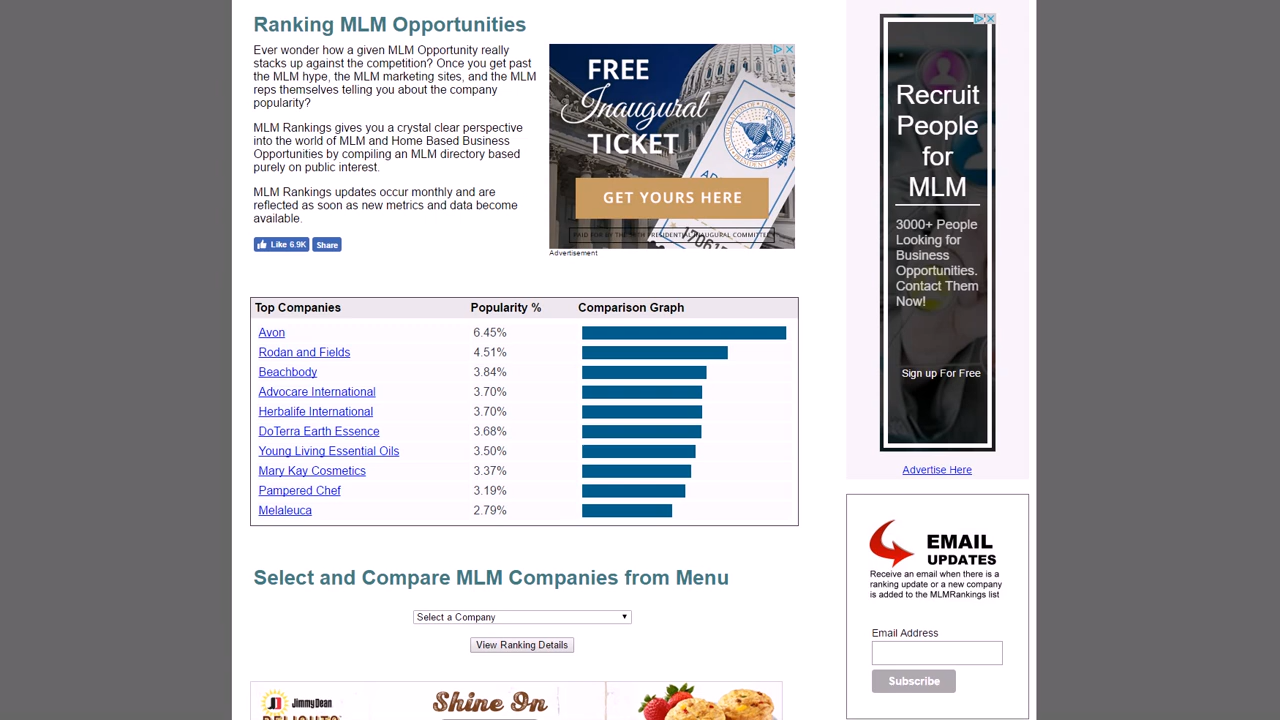 Ranking MLM Opportunities
Ever wonder how a given MLM Opportunity really
stacks up against the competition? Once you get past
the MLM hype, the MLM marketing sites, and the MLM
reps themselves telling you about the company
popularity?
MLM Rankings gives you a crystal clear perspective
into the world of MLM and Home Based Business
Opportunities by compiling an MLM directory based
purely on public interest.
MLM Rankings updates occur monthly and are
reflected as soon as new metrics and data become
available.
Like 6.9K Share
FREE
Inaugural
TICKET
GET YOURS HERE
Advertisement
Top Companies Popularity % Comparison Graph
Avon 6.45%
Rodan and Fields 4.51%
Beachbody 3.84%
Advocare International 3.70%
Herbalife International 3.70%
DoTerra Earth Essence 3.68%
Young Living Essential Oils 3.50%
Mary Kay Cosmetics 3.37%
Pampered Chef 3.19%
Melaleuca 2.79%
Select and Compare MLM Companies from Menu
Select a Company
View Ranking Details
Jimmy Dean
DELIGHTS
Shine On
Recruit
People
for
MLM
3000+ People
Looking for
Business
Opportunities.
Contact Them
Now!
Sign up For Free
Advertise Here
EMAIL
UPDATES
Receive an email when there is a
ranking update or a new company
is added to the MLMRankings list
Email Address
Subscribe